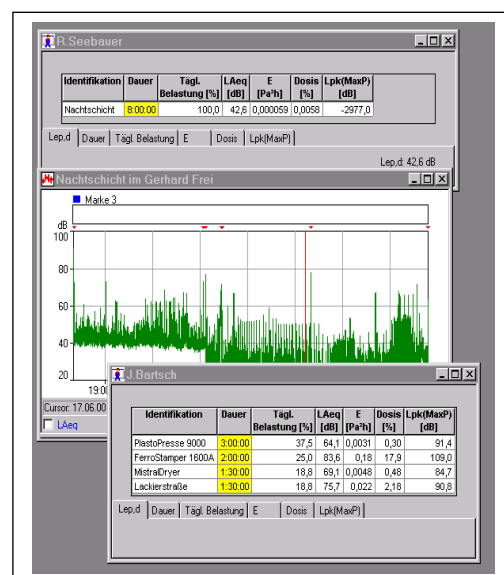 R.Seebauer
Identifikation Dauer Tägl. Belastung [%] LAeq [dB] E [Pa²h] Dosis [%] Lpk(MaxP) [dB]
Nachtschicht 8:00:00 100,0 42,6 0,000059 0,0058 -2977,0
Lep,d Dauer Tägl Belastung E Dosis Lpk(MaxP)
Lep,d: 42,6 dB
Nachtschicht im Gerhard Frei
Marke 3
dB
100
80
60
40
20
19:00
Cursor: 17.06.00
LAeq
J.Bartsch
Identifikation Dauer Tägl. Belastung [%] LAeq [dB] E [Pa²h] Dosis [%] Lpk(MaxP) [dB]
PlastoPresse 9000 3:00:00 37,5 64,1 0,0031 0,30 91,4
FerroStamper 1600A 2:00:00 25,0 83,6 0,18 17,9 109,0
MistralDryer 1:30:00 18,8 69,1 0,0048 0,48 84,7
Lackierstraße 1:30:00 18,8 75,7 0,022 2,18 90,8
Lep,d Dauer Tägl Belastung E Dosis Lpk(MaxP)